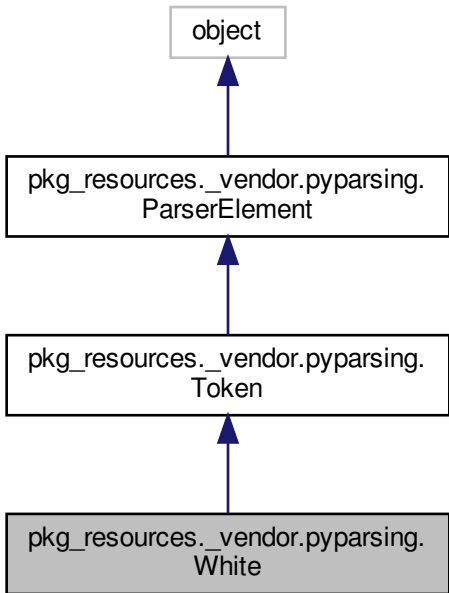 object
pkg_resources._vendor.pyparsing.
ParserElement
pkg_resources._vendor.pyparsing.
Token
pkg_resources._vendor.pyparsing.
White